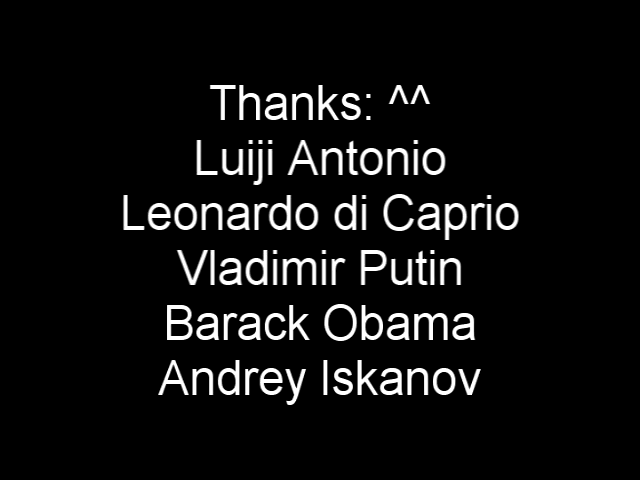 Thanks: ^^
Luiji Antonio
Leonardo di Caprio
Vladimir Putin
Barack Obama
Andrey Iskanov